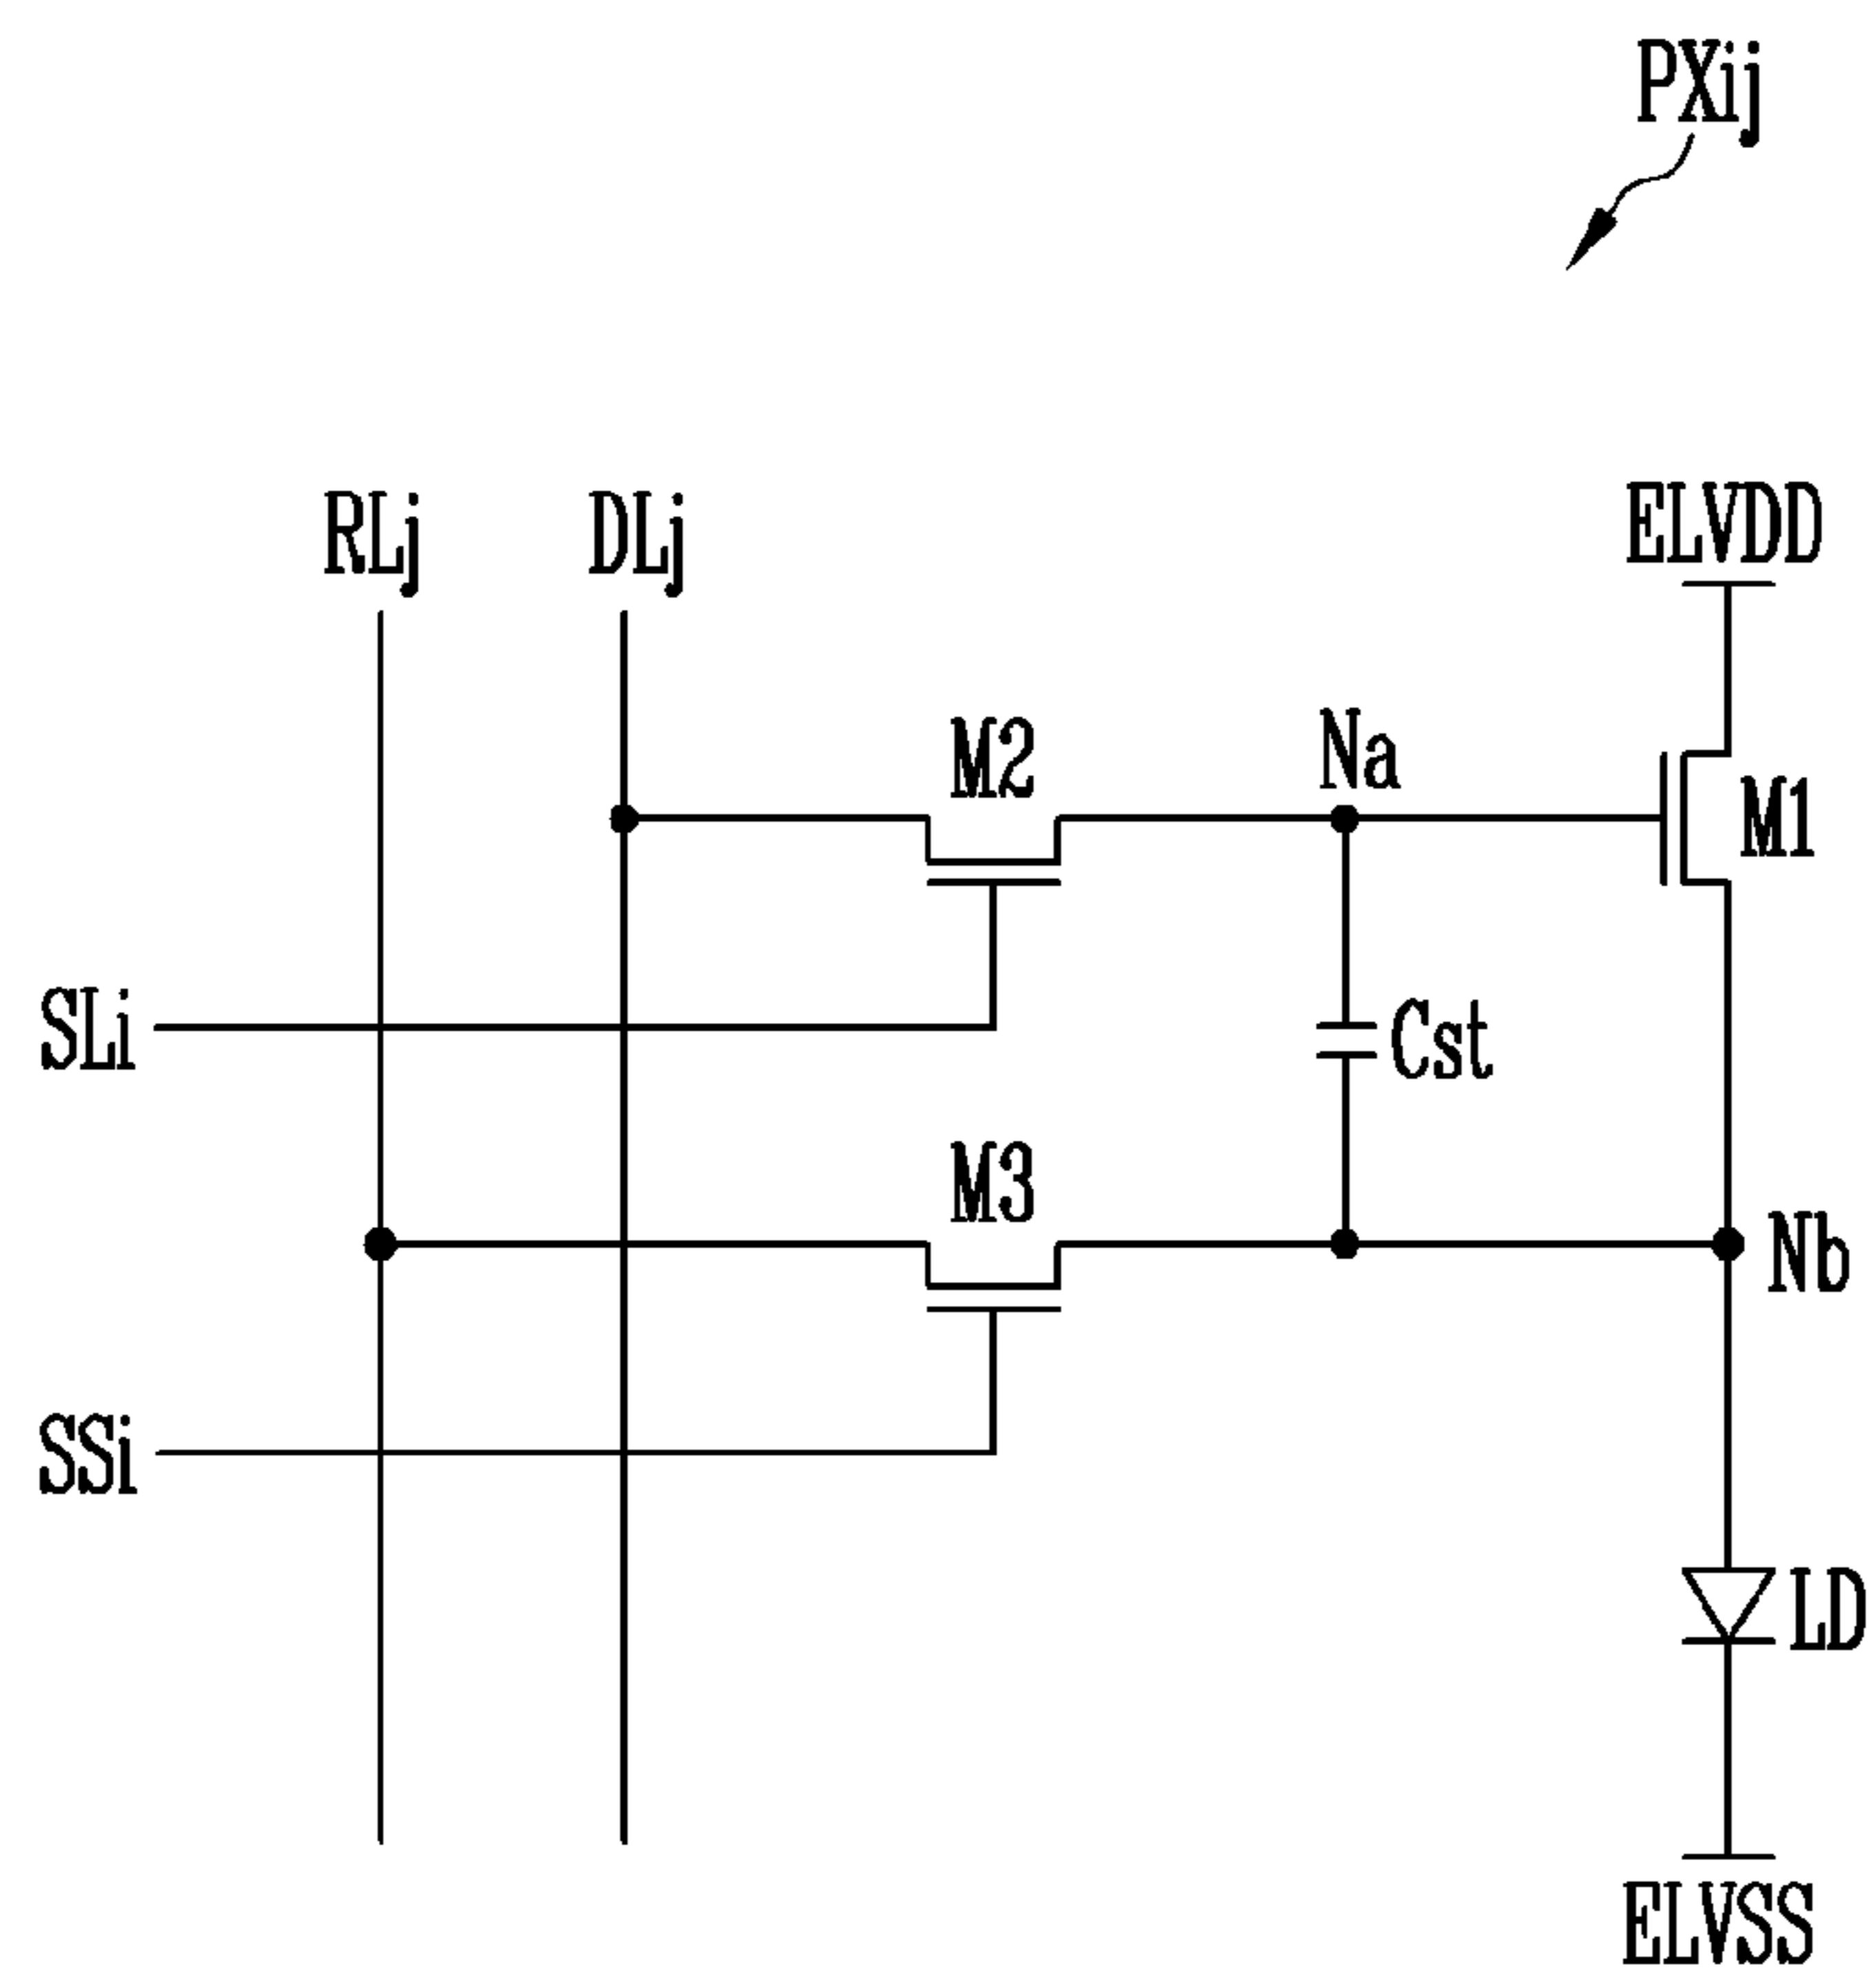 PXij
RLj
DLj
ELVDD
M2
Na
M1
SLi
Cst
M3
Nb
SSi
LD
ELVSS